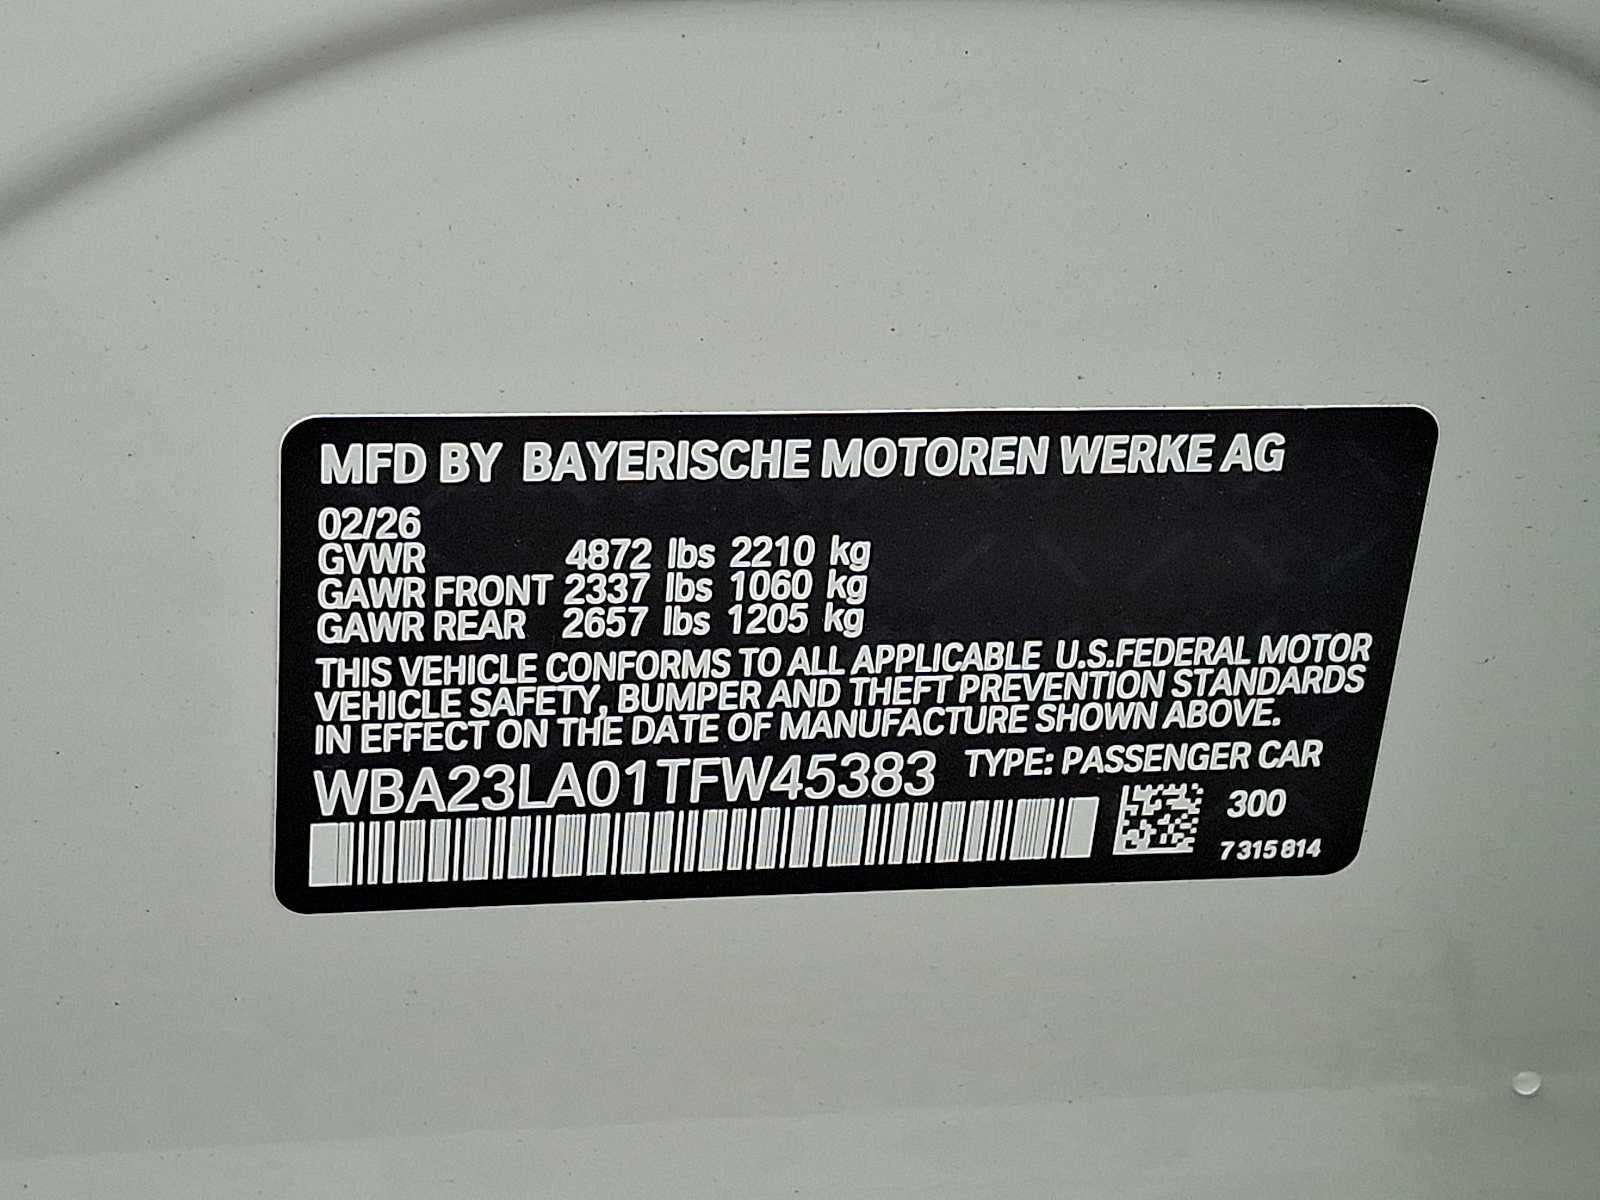 MFD BY BAYERISCHE MOTOREN WERKE AG
02/26
GVWR 4872 lbs 2210 kg
GAWR FRONT 2337 lbs 1060 kg
GAWR REAR 2657 lbs 1205 kg
THIS VEHICLE CONFORMS TO ALL APPLICABLE U.S.FEDERAL MOTOR
VEHICLE SAFETY, BUMPER AND THEFT PREVENTION STANDARDS
IN EFFECT ON THE DATE OF MANUFACTURE SHOWN ABOVE.
WBA23LA01TFW45383 TYPE: PASSENGER CAR
300
7 315 814